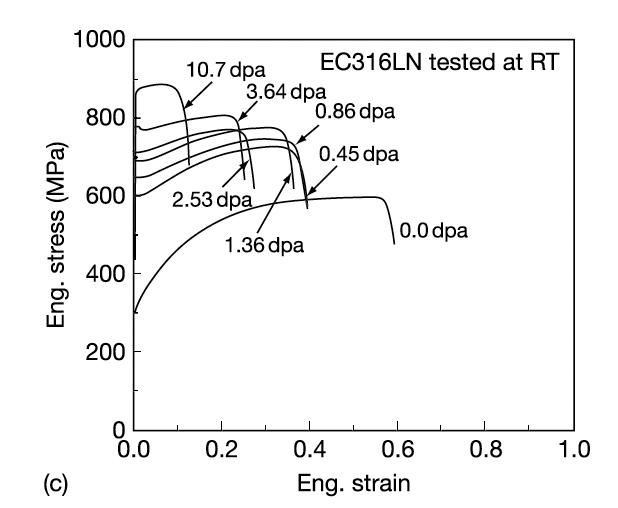 1000
EC316LN tested at RT
10.7 dpa
3.64 dpa
800
0.86 dpa
0.45 dpa
Eng. stress (MPa)
600
2.53 dpa
0.0 dpa
1.36 dpa
400
200
0
0.0 0.2 0.4 0.6 0.8 1.0
(c)
Eng. strain